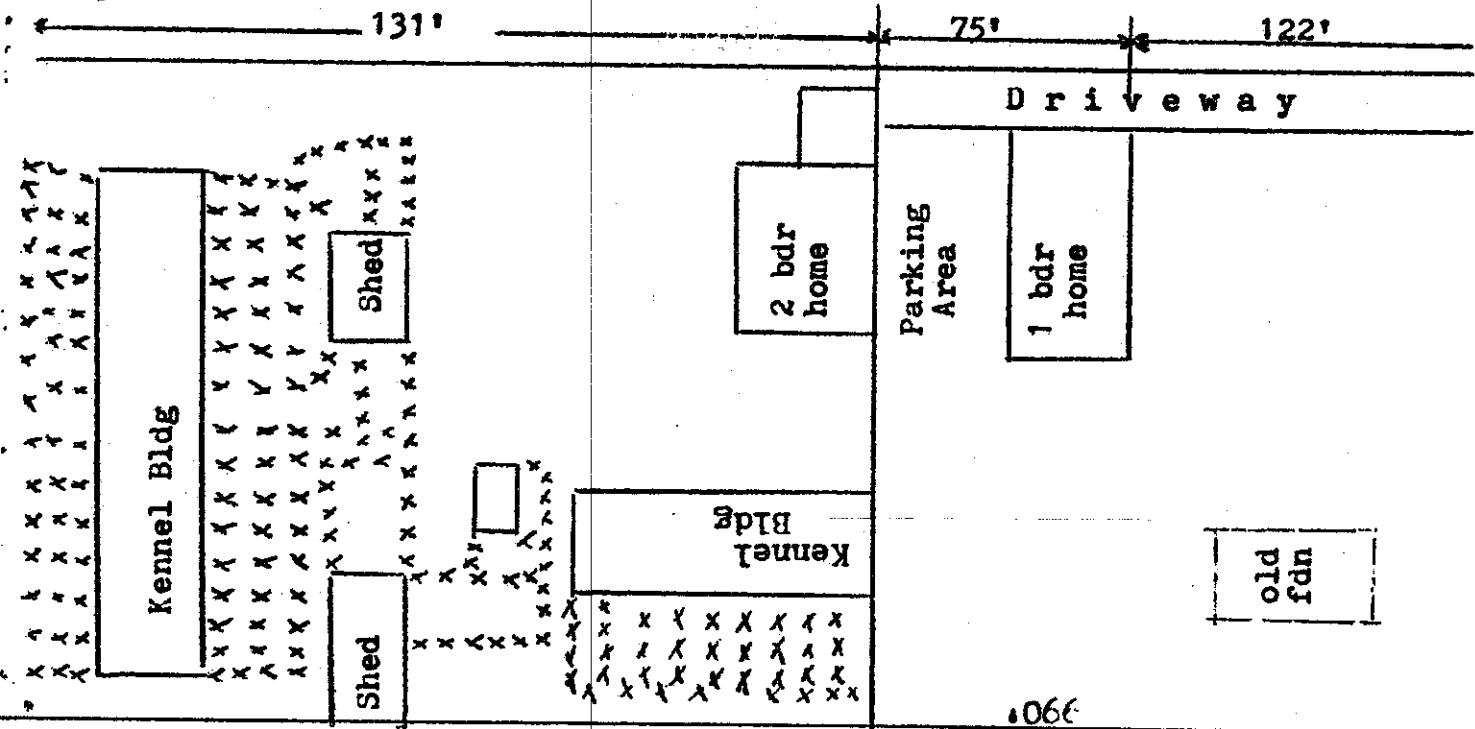 131'
75'
122'
Driveway
2 bdr
home
Parking
Area
1 bdr
home
Shed
Kennel Bldg
Kennel
Bldg
old
fdn
Shed
390'